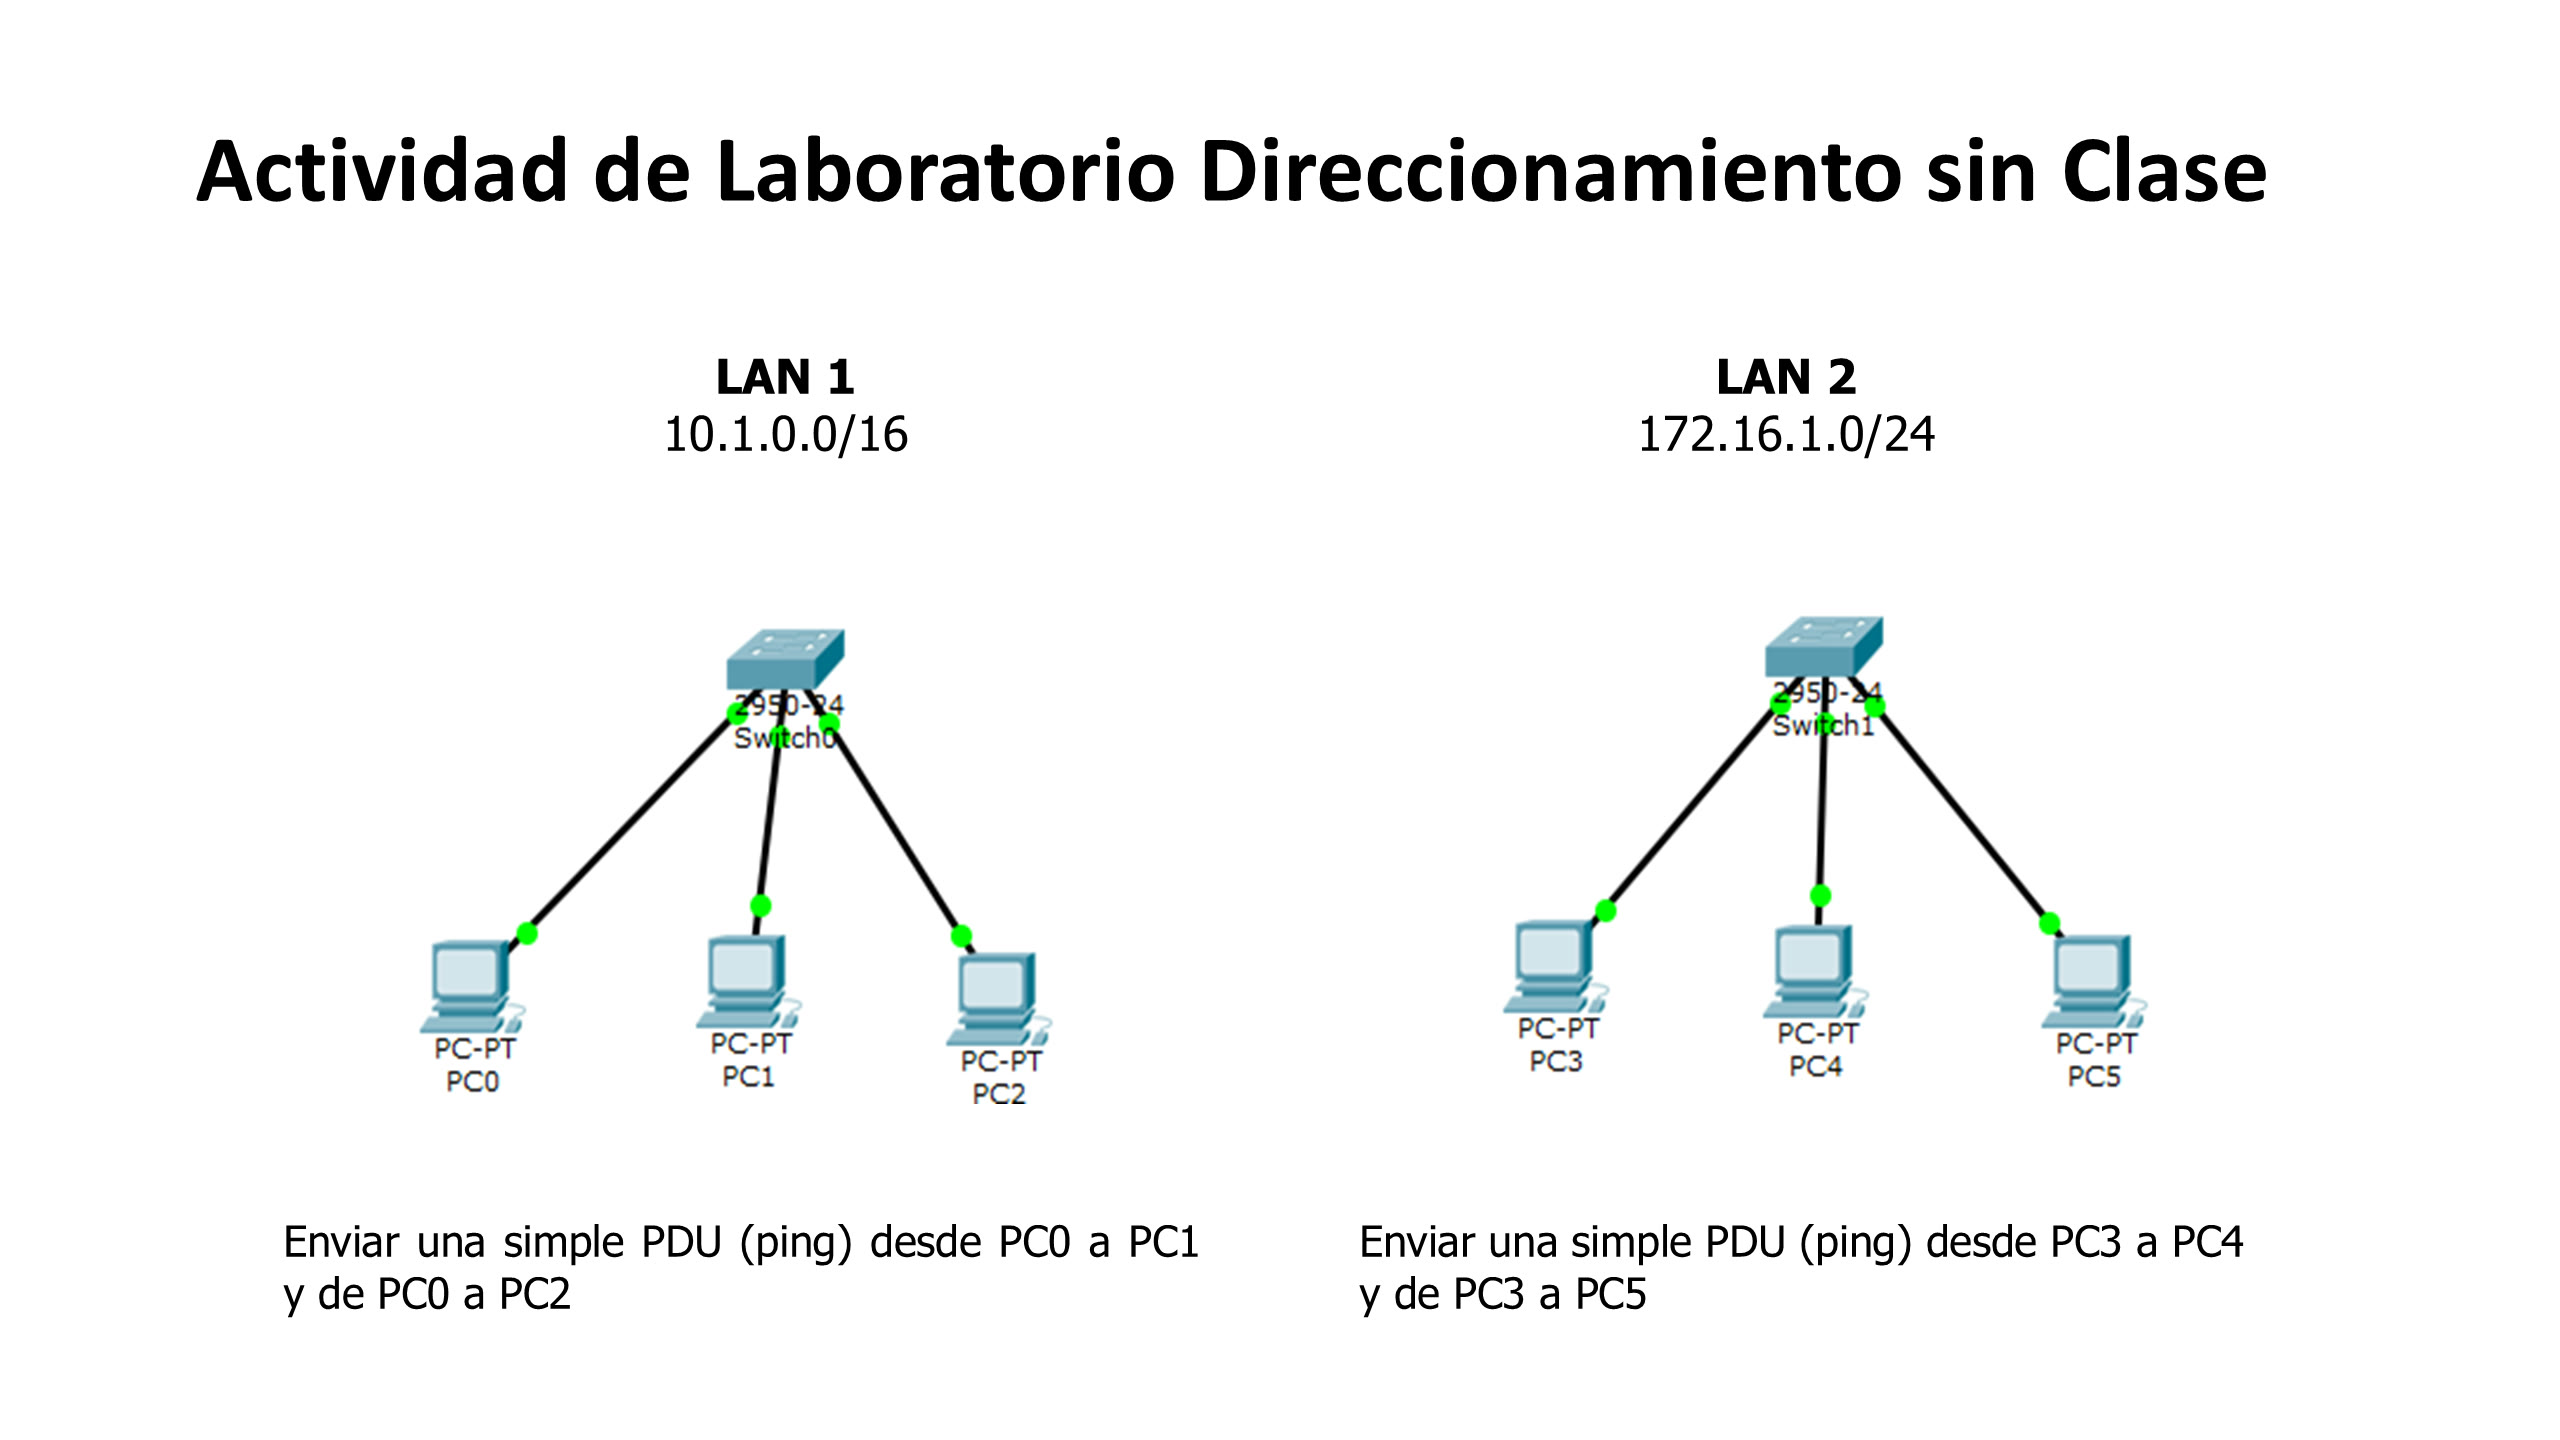 Actividad de Laboratorio Direccionamiento sin Clase
LAN 1
10.1.0.0/16
2950-24
Switch0
PC-PT
PC0
PC-PT
PC1
PC-PT
PC2
Enviar una simple PDU (ping) desde PC0 a PC1
y de PC0 a PC2
LAN 2
172.16.1.0/24
2950-24
Switch1
PC-PT
PC3
PC-PT
PC4
PC-PT
PC5
Enviar una simple PDU (ping) desde PC3 a PC4
y de PC3 a PC5